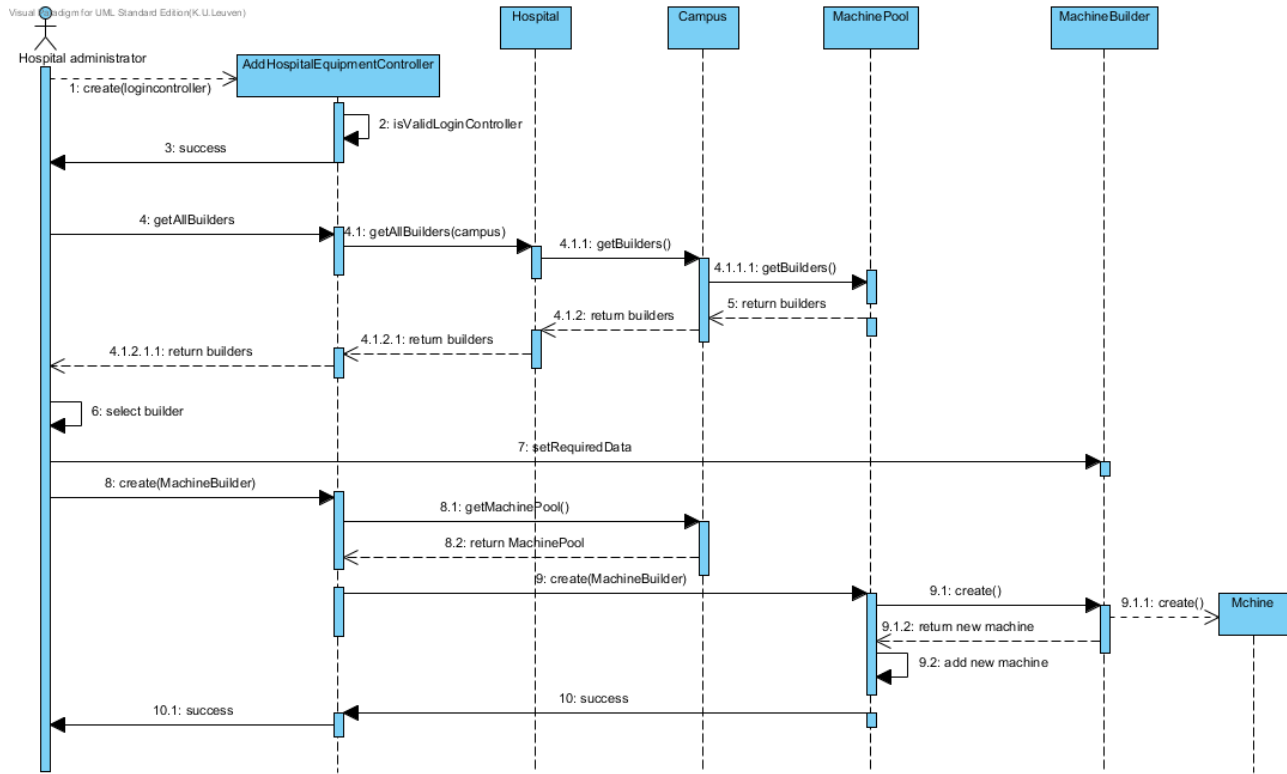 Visual Paradigm for UML Standard Edition(K.U.Leuven)
Hospital administrator
AddHospitalEquipmentController
Hospital
Campus
MachinePool
MachineBuilder
1: create(logincontroller)
2: isValidLoginController
3: success
4: getAllBuilders
4.1: getAllBuilders(campus)
4.1.1: getBuilders()
4.1.1.1: getBuilders()
5: return builders
4.1.2: return builders
4.1.2.1: return builders
4.1.2.1.1: return builders
6: select builder
7: setRequiredData
8: create(MachineBuilder)
8.1: getMachinePool()
8.2: return MachinePool
9: create(MachineBuilder)
9.1: create()
9.1.1: create()
Mchine
9.1.2: return new machine
9.2: add new machine
10: success
10.1: success